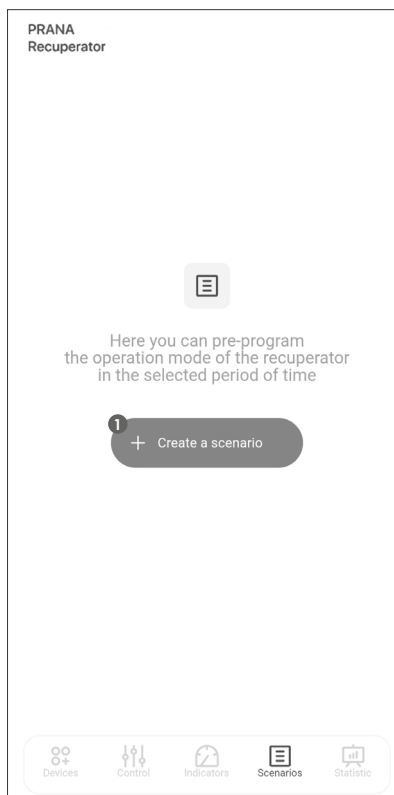 PRANA
Recuperator
Here you can pre-program
the operation mode of the recuperator
in the selected period of time
1
+ Create a scenario
Devices Control Indicators Scenarios Statistic